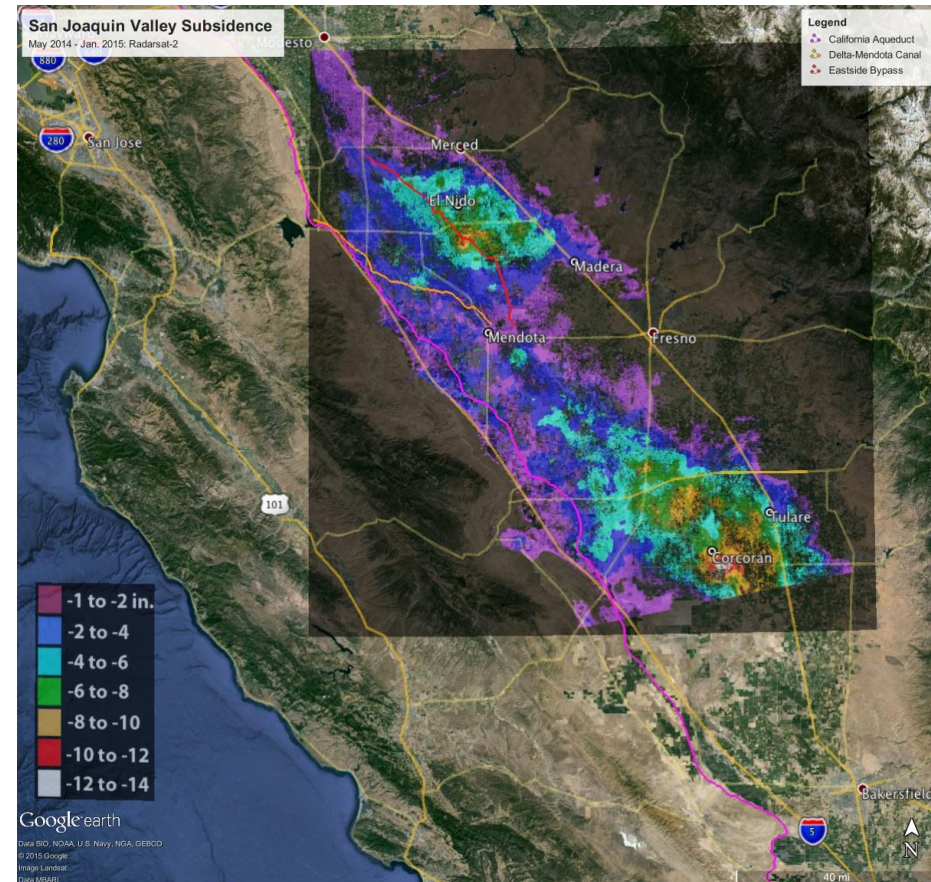 San Joaquin Valley Subsidence
May 2014 - Jan. 2015: Radarsat-2
Legend
California Aqueduct
Delta-Mendota Canal
Eastside Bypass
Modesto
880
280
San Jose
Merced
El Nido
Madera
Mendota
Fresno
101
Tulare
Corcoran
-1 to -2 in.
-2 to -4
-4 to -6
-6 to -8
-8 to -10
-10 to -12
-12 to -14
Bakersfield
5
N
40 mi
Google earth
Data SIO, NOAA, U.S. Navy, NGA, GEBCO
© 2015 Google
Image Landsat
Data MBARI